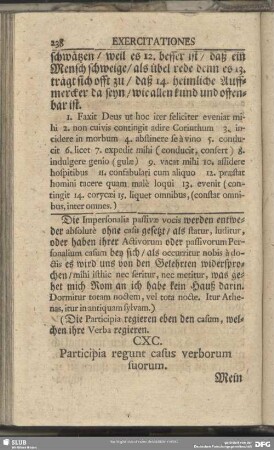 238 EXERCITATIONES
schwätzen / weil es 12. besser ist / daß ein
Mensch schweige / als übel rede denn es 13.
trägt sich offt zu / daß 14. heimliche Auff-
mercker da seyn / wie allen kund und offen-
bar ist.
1. Faxit Deus ut hoc iter feliciter eveniat mi-
hi 2. non cuivis contingit adire Corinthum 3. in-
cidere in morbum 4. abstinere se à vino 5. condu-
cit 6. licet 7. expedit mihi (conducit, confert) 8.
indulgere genio (gulæ) 9. vacat mihi 10. assidere
hospitibus 11. confabulari cum aliquo 12. præstat
homini tacere quam malè loqui 13. evenit (con-
tingit 14. corycæi 15. liquet omnibus, (constat omni-
bus, inter omnes.)
Die Impersonalia passivæ vocis werden entwe-
der absolutè ohne casu gesetzt / als statur, luditur,
oder haben ihrer Activorum oder passivorum Per-
sonalium casum bey sich / als occurritur nobis à do-
ctis es wird uns von den Gelehrten widerspro-
chen / mihi isthic nec seritur, nec metitur, was ge-
het mich Rom an ich habe kein Hauß darin.
Dormitur totam noctem, vel tota nocte. Itur Athe-
nas, itur in antiquam sylvam.)
(Die Participia regieren eben den casum, wel-
chen ihre Verba regieren.
CXC.
Participia regunt casus verborum
suorum.
Mein
SLUB
Wir führen Wissen.